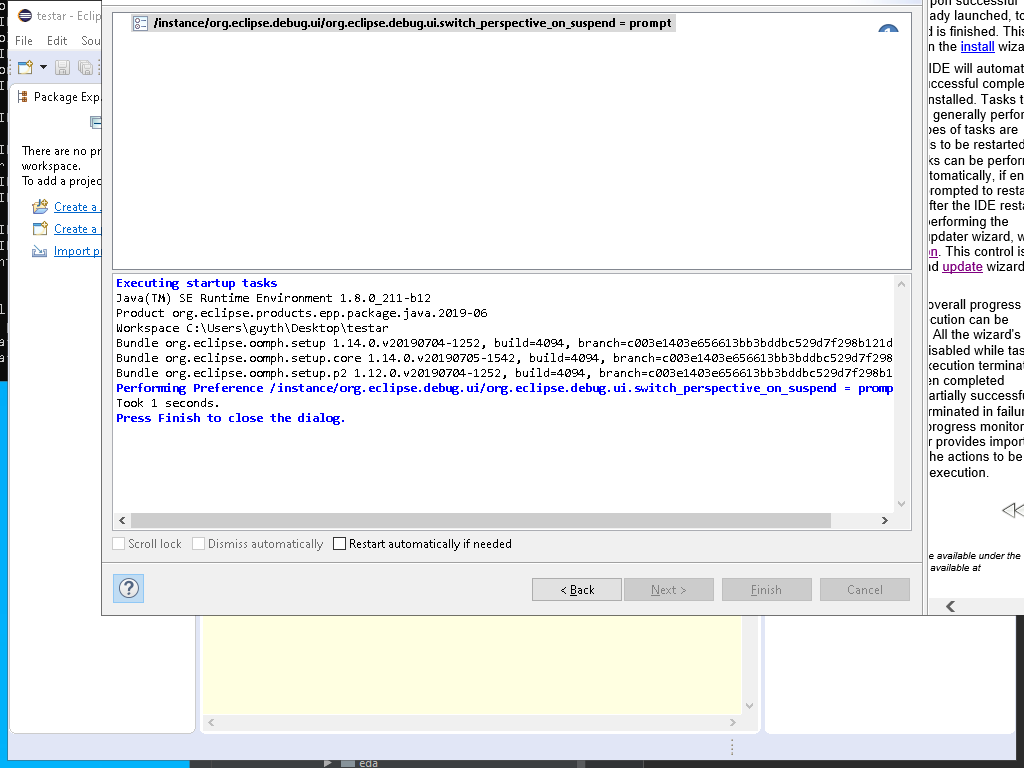 testar - Eclip
File Edit Sou
Package Exp
There are no pr
workspace.
To add a projec
Create a
Create a
Import p
/instance/org.eclipse.debug.ui/org.eclipse.debug.ui.switch_perspective_on_suspend = prompt
Executing startup tasks
Java(TM) SE Runtime Environment 1.8.0_211-b12
Product org.eclipse.products.epp.package.java.2019-06
Workspace C:\Users\guyth\Desktop\testar
Bundle org.eclipse.oomph.setup 1.14.0.v20190704-1252, build=4094, branch=c003e1403e656613bb3bddbc529d7f298b121d
Bundle org.eclipse.oomph.setup.core 1.14.0.v20190705-1542, build=4094, branch=c003e1403e656613bb3bddbc529d7f298
Bundle org.eclipse.oomph.setup.p2 1.12.0.v20190704-1252, build=4094, branch=c003e1403e656613bb3bddbc529d7f298b1
Performing Preference /instance/org.eclipse.debug.ui/org.eclipse.debug.ui.switch_perspective_on_suspend = promp
Took 1 seconds.
Press Finish to close the dialog.
Scroll lock Dismiss automatically Restart automatically if needed
? < Back Next > Finish Cancel
pon successful
ady launched, to
d is finished. This
n the install wiza
IDE will automat
uccessful comple
nstalled. Tasks t
generally perfor
pes of tasks are
s to be restarted
ks can be perfor
tomatically, if en
rompted to resta
fter the IDE resta
performing the
updater wizard, w
on. This control is
nd update wizard
overall progress
cution can be
All the wizard's
isabled while tas
xecution terminat
en completed
artially successfu
rminated in failur
progress monitor
r provides import
he actions to be
execution.
e available under the
available at
eda